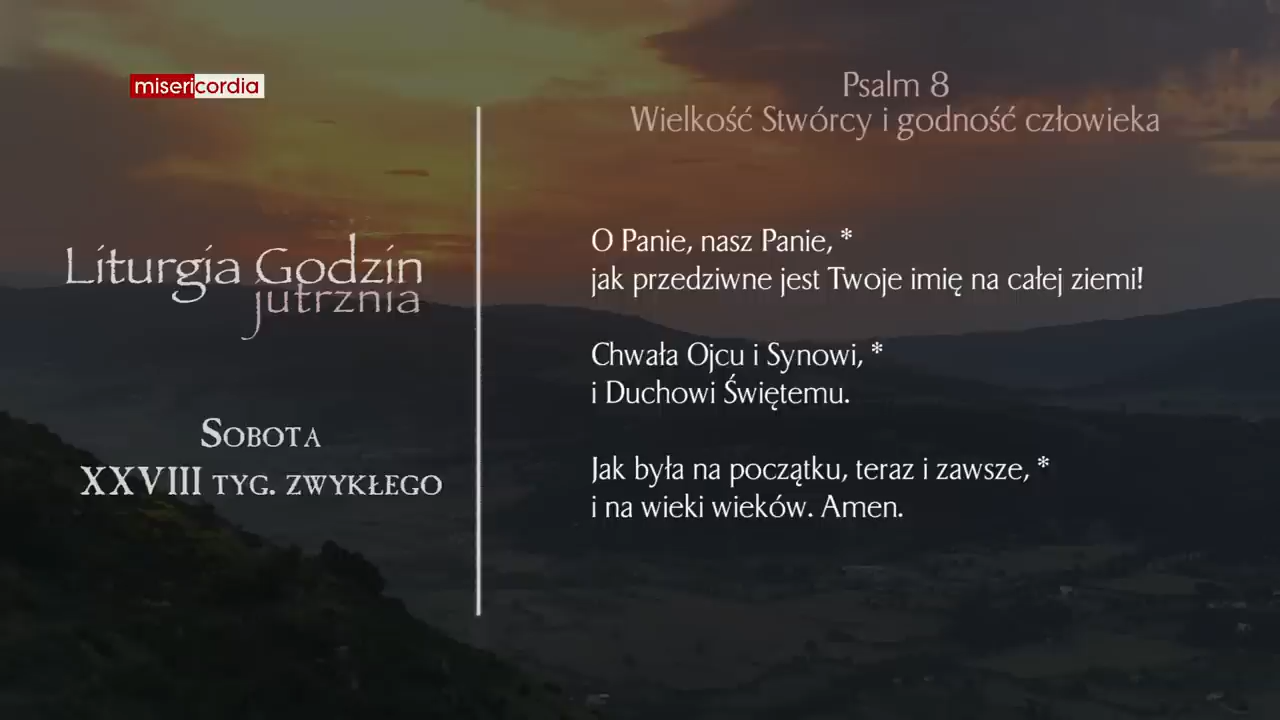 misericordia
Liturgia Godzin
jutrznia
Sobota
XXVIII tyg. zwykłego
Psalm 8
Wielkość Stwórcy i godność człowieka
O Panie, nasz Panie, *
jak przedziwne jest Twoje imię na całej ziemi!
Chwała Ojcu i Synowi, *
i Duchowi Świętemu.
Jak była na początku, teraz i zawsze, *
i na wieki wieków. Amen.